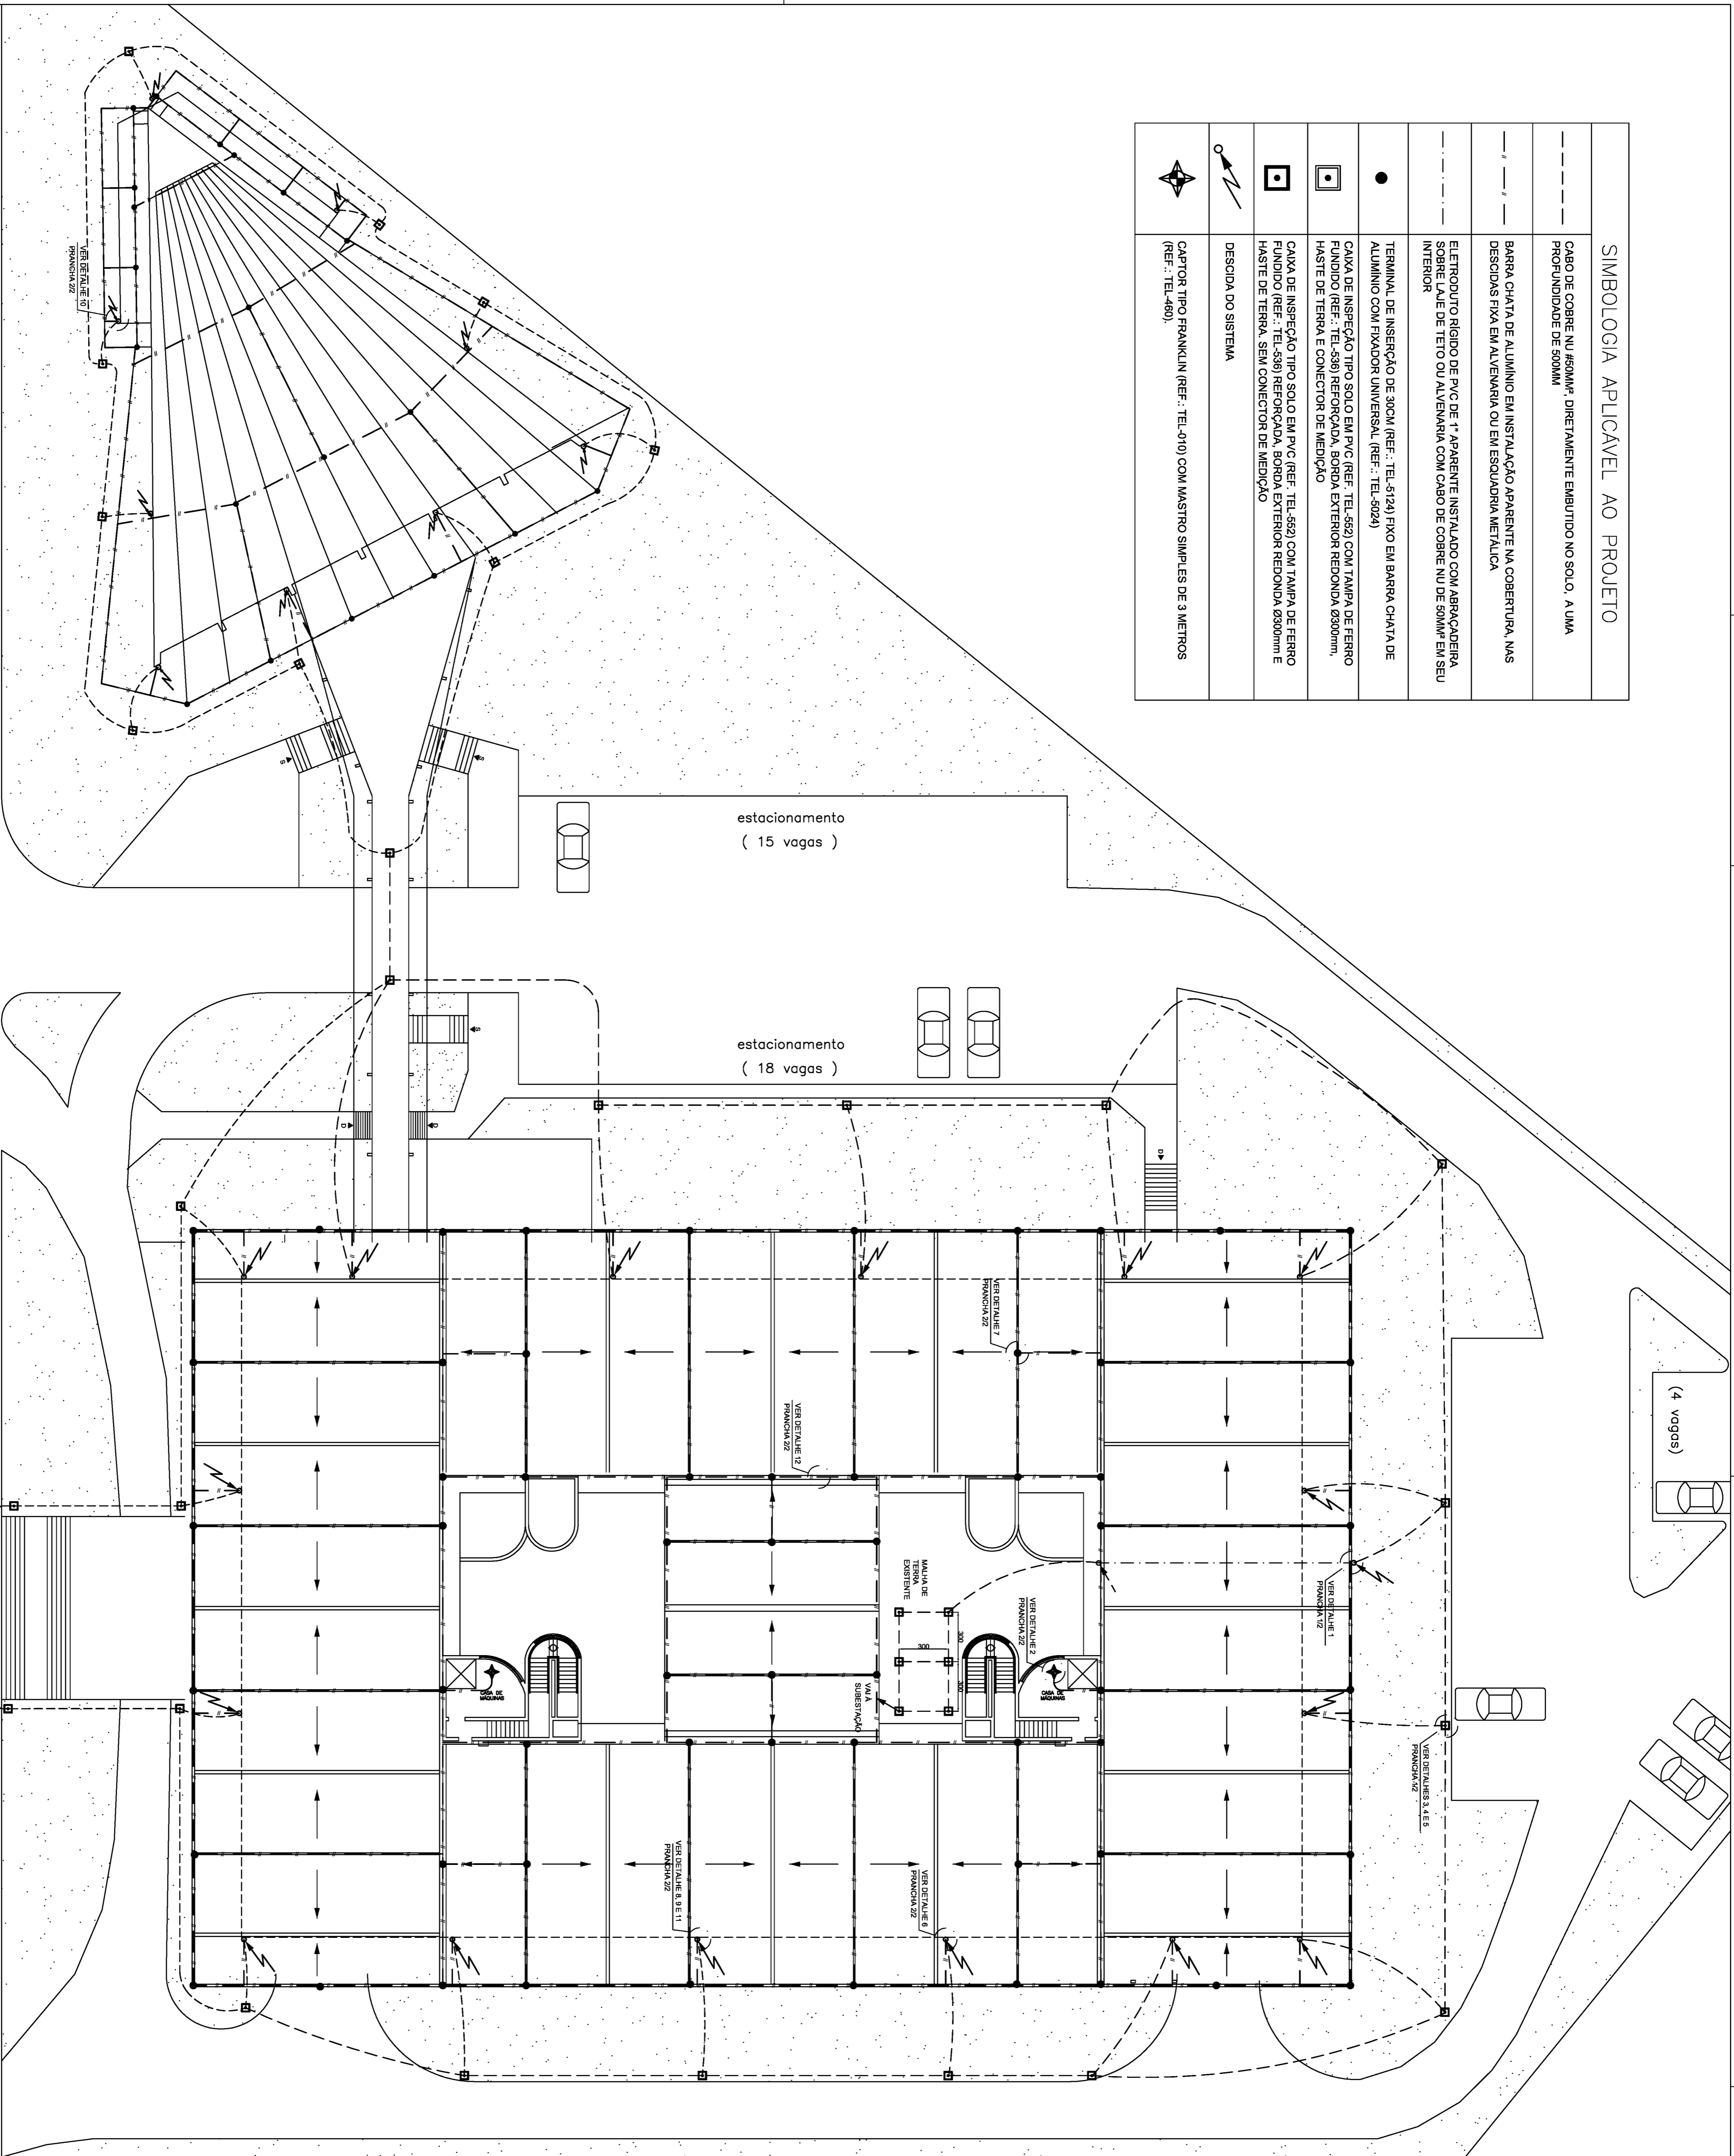 SIMBOLOGIA APLICÁVEL AO PROJETO
CABO DE COBRE NU #50MM², DIRETAMENTE EMBUTIDO NO SOLO, A UMA
PROFUNDIDADE DE 500MM
BARRA CHATA DE ALUMÍNIO EM INSTALAÇÃO APARENTE NA COBERTURA, NAS
DESCIDAS FIXA EM ALVENARIA OU EM ESQUADRIA METÁLICA
ELETRODUTO RÍGIDO DE PVC DE 1" APARENTE INSTALADO COM ABRAÇADEIRA
SOBRE LAJE DE TETO OU ALVENARIA COM CABO DE COBRE NU DE 50MM² EM SEU
INTERIOR
TERMINAL DE INSERÇÃO DE 30CM (REF.: TEL-5124) FIXO EM BARRA CHATA DE
ALUMÍNIO COM FIXADOR UNIVERSAL (REF.: TEL-5024)
CAIXA DE INSPEÇÃO TIPO SOLO EM PVC (REF. TEL-552) COM TAMPA DE FERRO
FUNDIDO (REF.: TEL-536) REFORÇADA, BORDA EXTERIOR REDONDA Ø300mm,
HASTE DE TERRA E CONECTOR DE MEDIÇÃO
CAIXA DE INSPEÇÃO TIPO SOLO EM PVC (REF. TEL-552) COM TAMPA DE FERRO
FUNDIDO (REF.: TEL-536) REFORÇADA, BORDA EXTERIOR REDONDA Ø300mm E
HASTE DE TERRA. SEM CONECTOR DE MEDIÇÃO
DESCIDA DO SISTEMA
CAPTOR TIPO FRANKLIN (REF.: TEL-010) COM MASTRO SIMPLES DE 3 METROS
(REF.: TEL-460).
VER DETALHE 10
PRANCHA 2/2
S
S
estacionamento
( 15 vagas )
estacionamento
( 18 vagas )
S
D
D
D
(4 vagas)
VER DETALHE 7
PRANCHA 2/2
VER DETALHE 12
PRANCHA 2/2
MALHA DE
TERRA
EXISTENTE
VER DETALHE 2
PRANCHA 2/2
VER DETALHE 1
PRANCHA 1/2
300
300
300
CASA DE
MÁQUINAS
CASA DE
MÁQUINAS
VAI À
SUBESTAÇÃO
VER DETALHES 3, 4 E 5
PRANCHA 1/2
VER DETALHE 8, 9 E 11
PRANCHA 2/2
VER DETALHE 6
PRANCHA 2/2
D